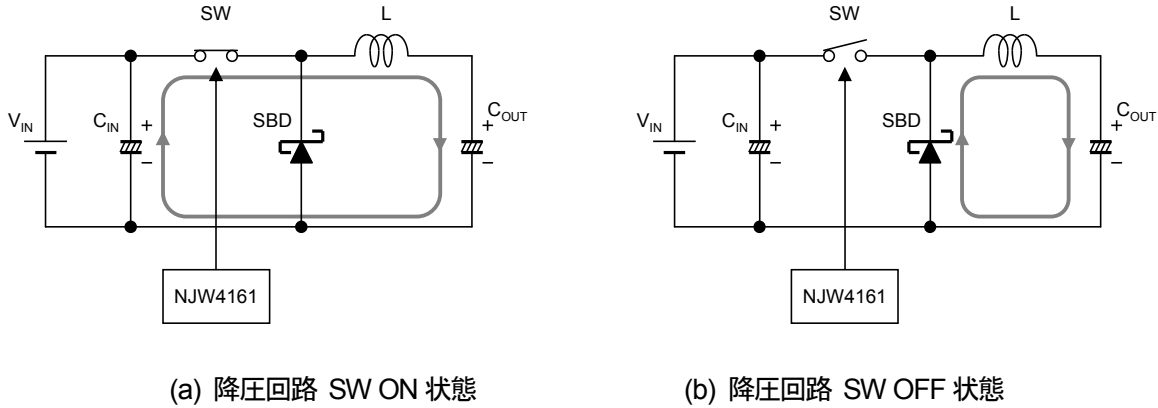 SW
L
V_IN
C_IN
+
−
SBD
+
−
C_OUT
NJW4161
(a) 降圧回路 SW ON 状態
SW
L
V_IN
C_IN
+
−
SBD
+
−
C_OUT
NJW4161
(b) 降圧回路 SW OFF 状態